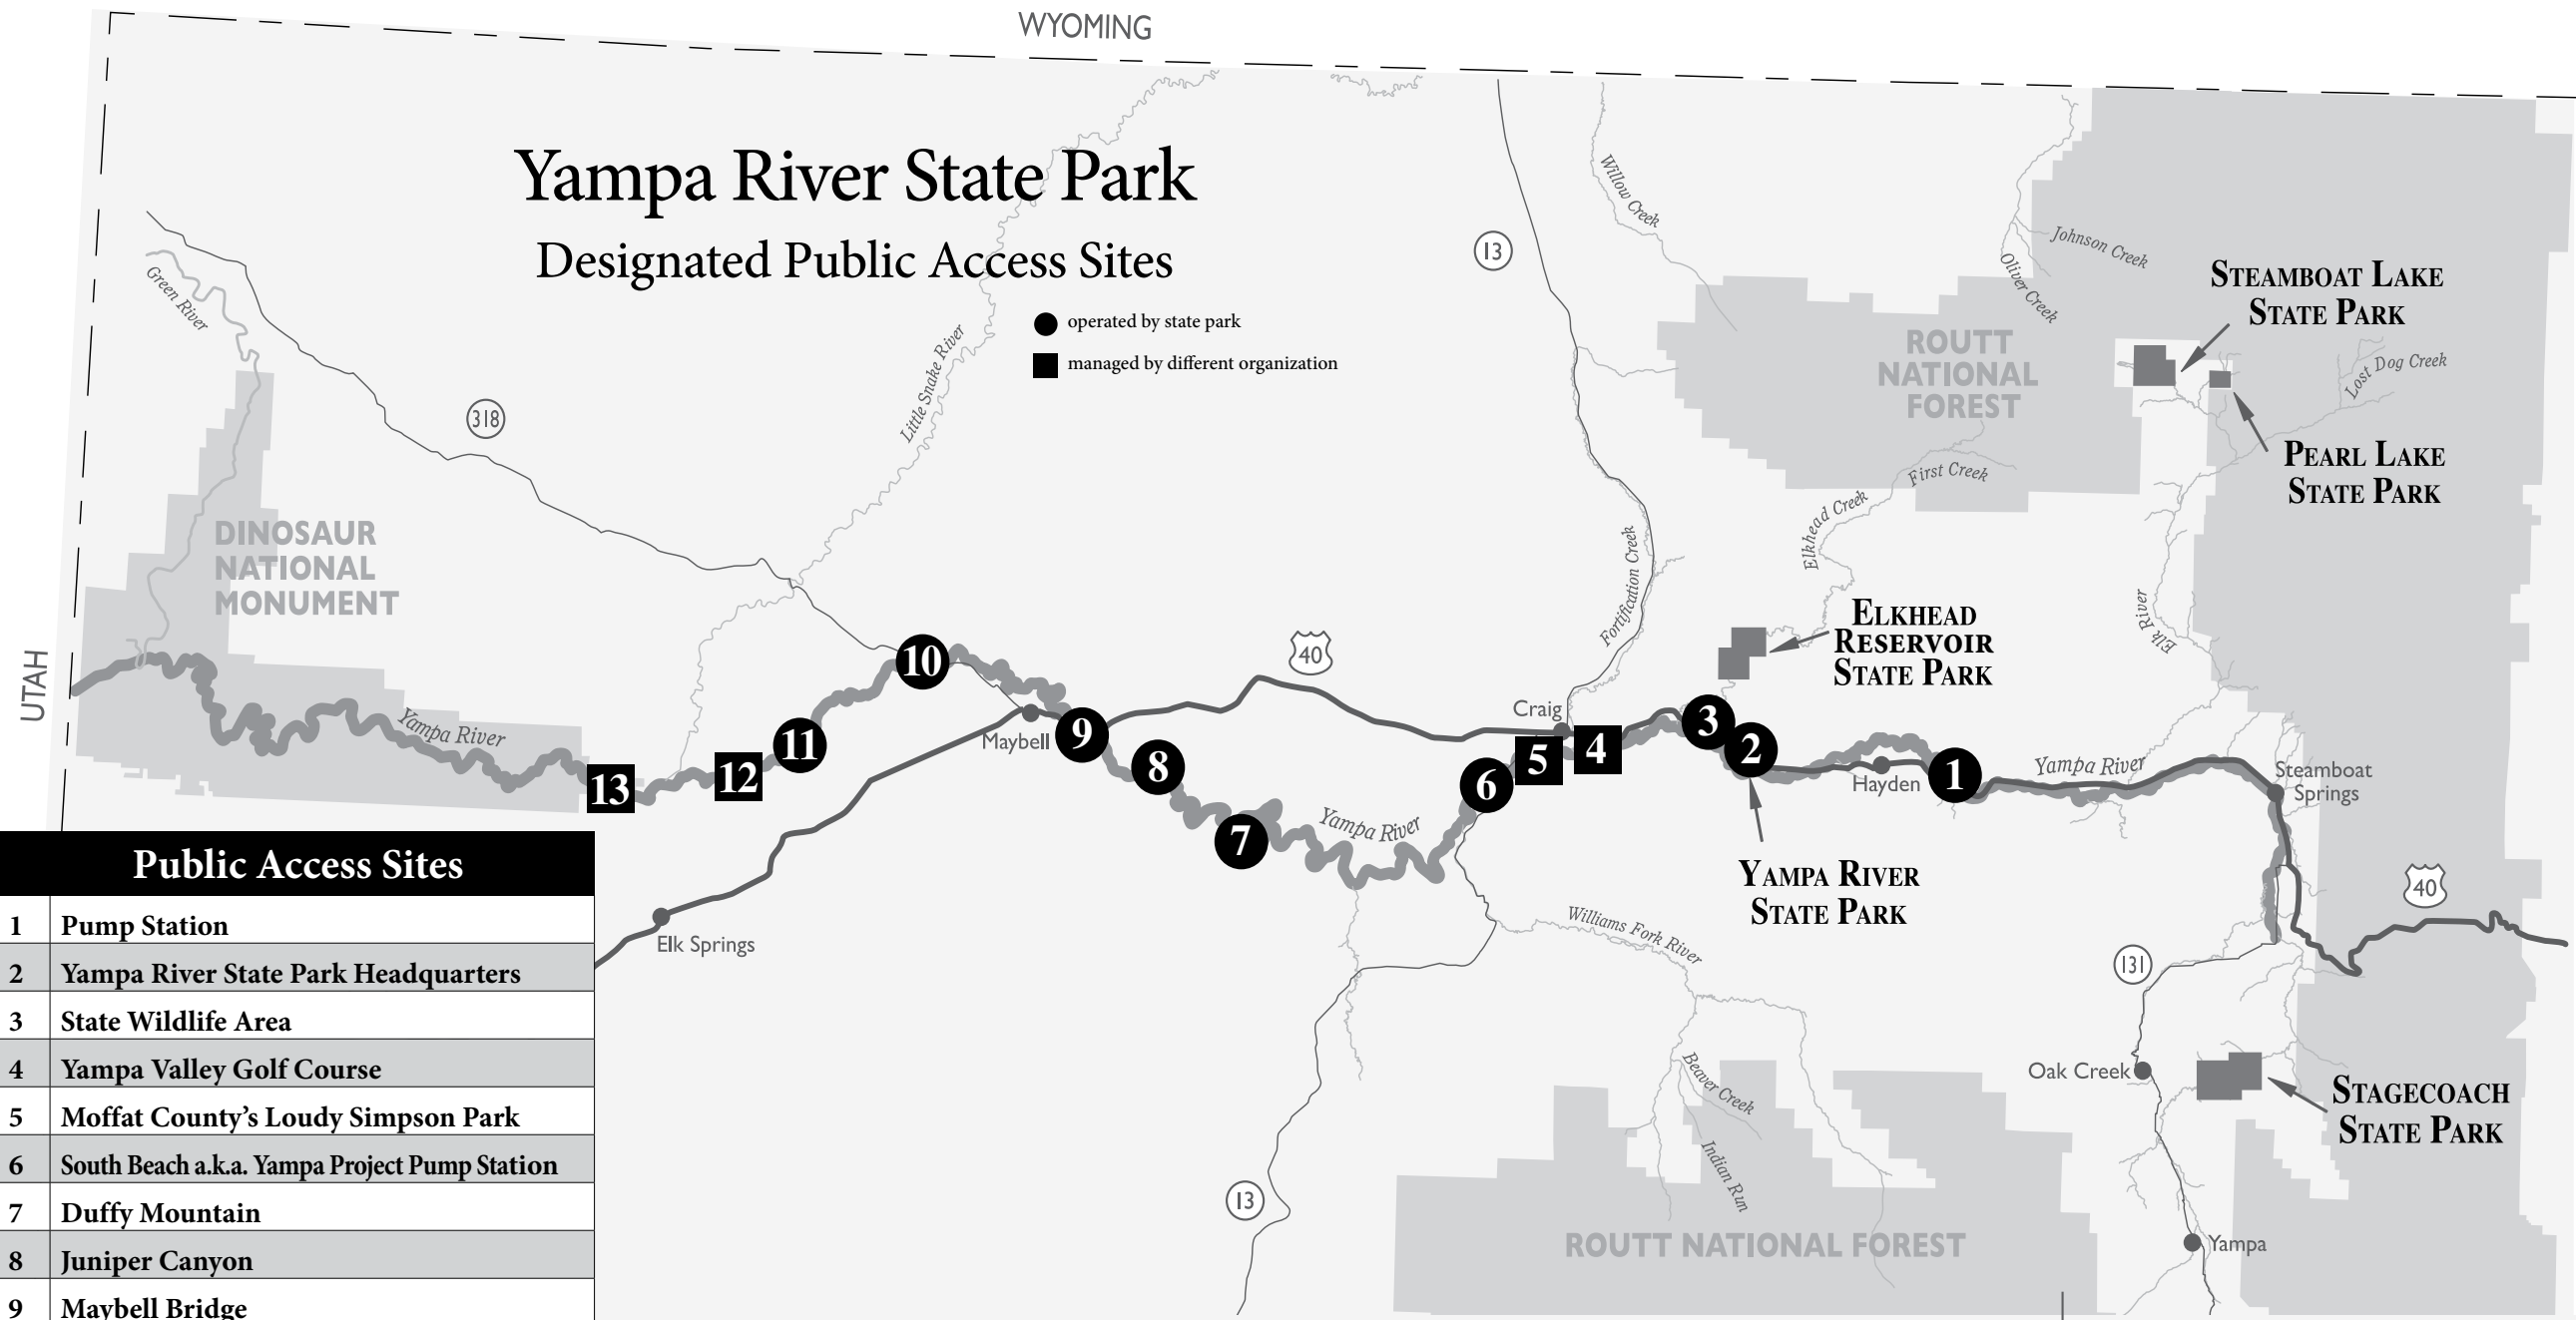 WYOMING
Yampa River State Park
Designated Public Access Sites
operated by state park
managed by different organization
13
Willow Creek
Johnson Creek
Oliver Creek
STEAMBOAT LAKE
STATE PARK
Green River
Little Snake River
318
ROUTT
NATIONAL
FOREST
Lost Dog Creek
PEARL LAKE
STATE PARK
First Creek
Elkhead Creek
DINOSAUR
NATIONAL
MONUMENT
Fortification Creek
Elk River
ELKHEAD
RESERVOIR
STATE PARK
UTAH
40
10
Craig
3
Yampa River
Maybell
9
11
12
13
8
7
Yampa River
6
5
4
2
Hayden
1
Yampa River
Steamboat
Springs
YAMPA RIVER
STATE PARK
40
Elk Springs
Williams Fork River
131
Oak Creek
Beaver Creek
Indian Run
STAGECOACH
STATE PARK
13
ROUTT NATIONAL FOREST
Yampa
Public Access Sites
1 Pump Station
2 Yampa River State Park Headquarters
3 State Wildlife Area
4 Yampa Valley Golf Course
5 Moffat County’s Loudy Simpson Park
6 South Beach a.k.a. Yampa Project Pump Station
7 Duffy Mountain
8 Juniper Canyon
9 Maybell Bridge